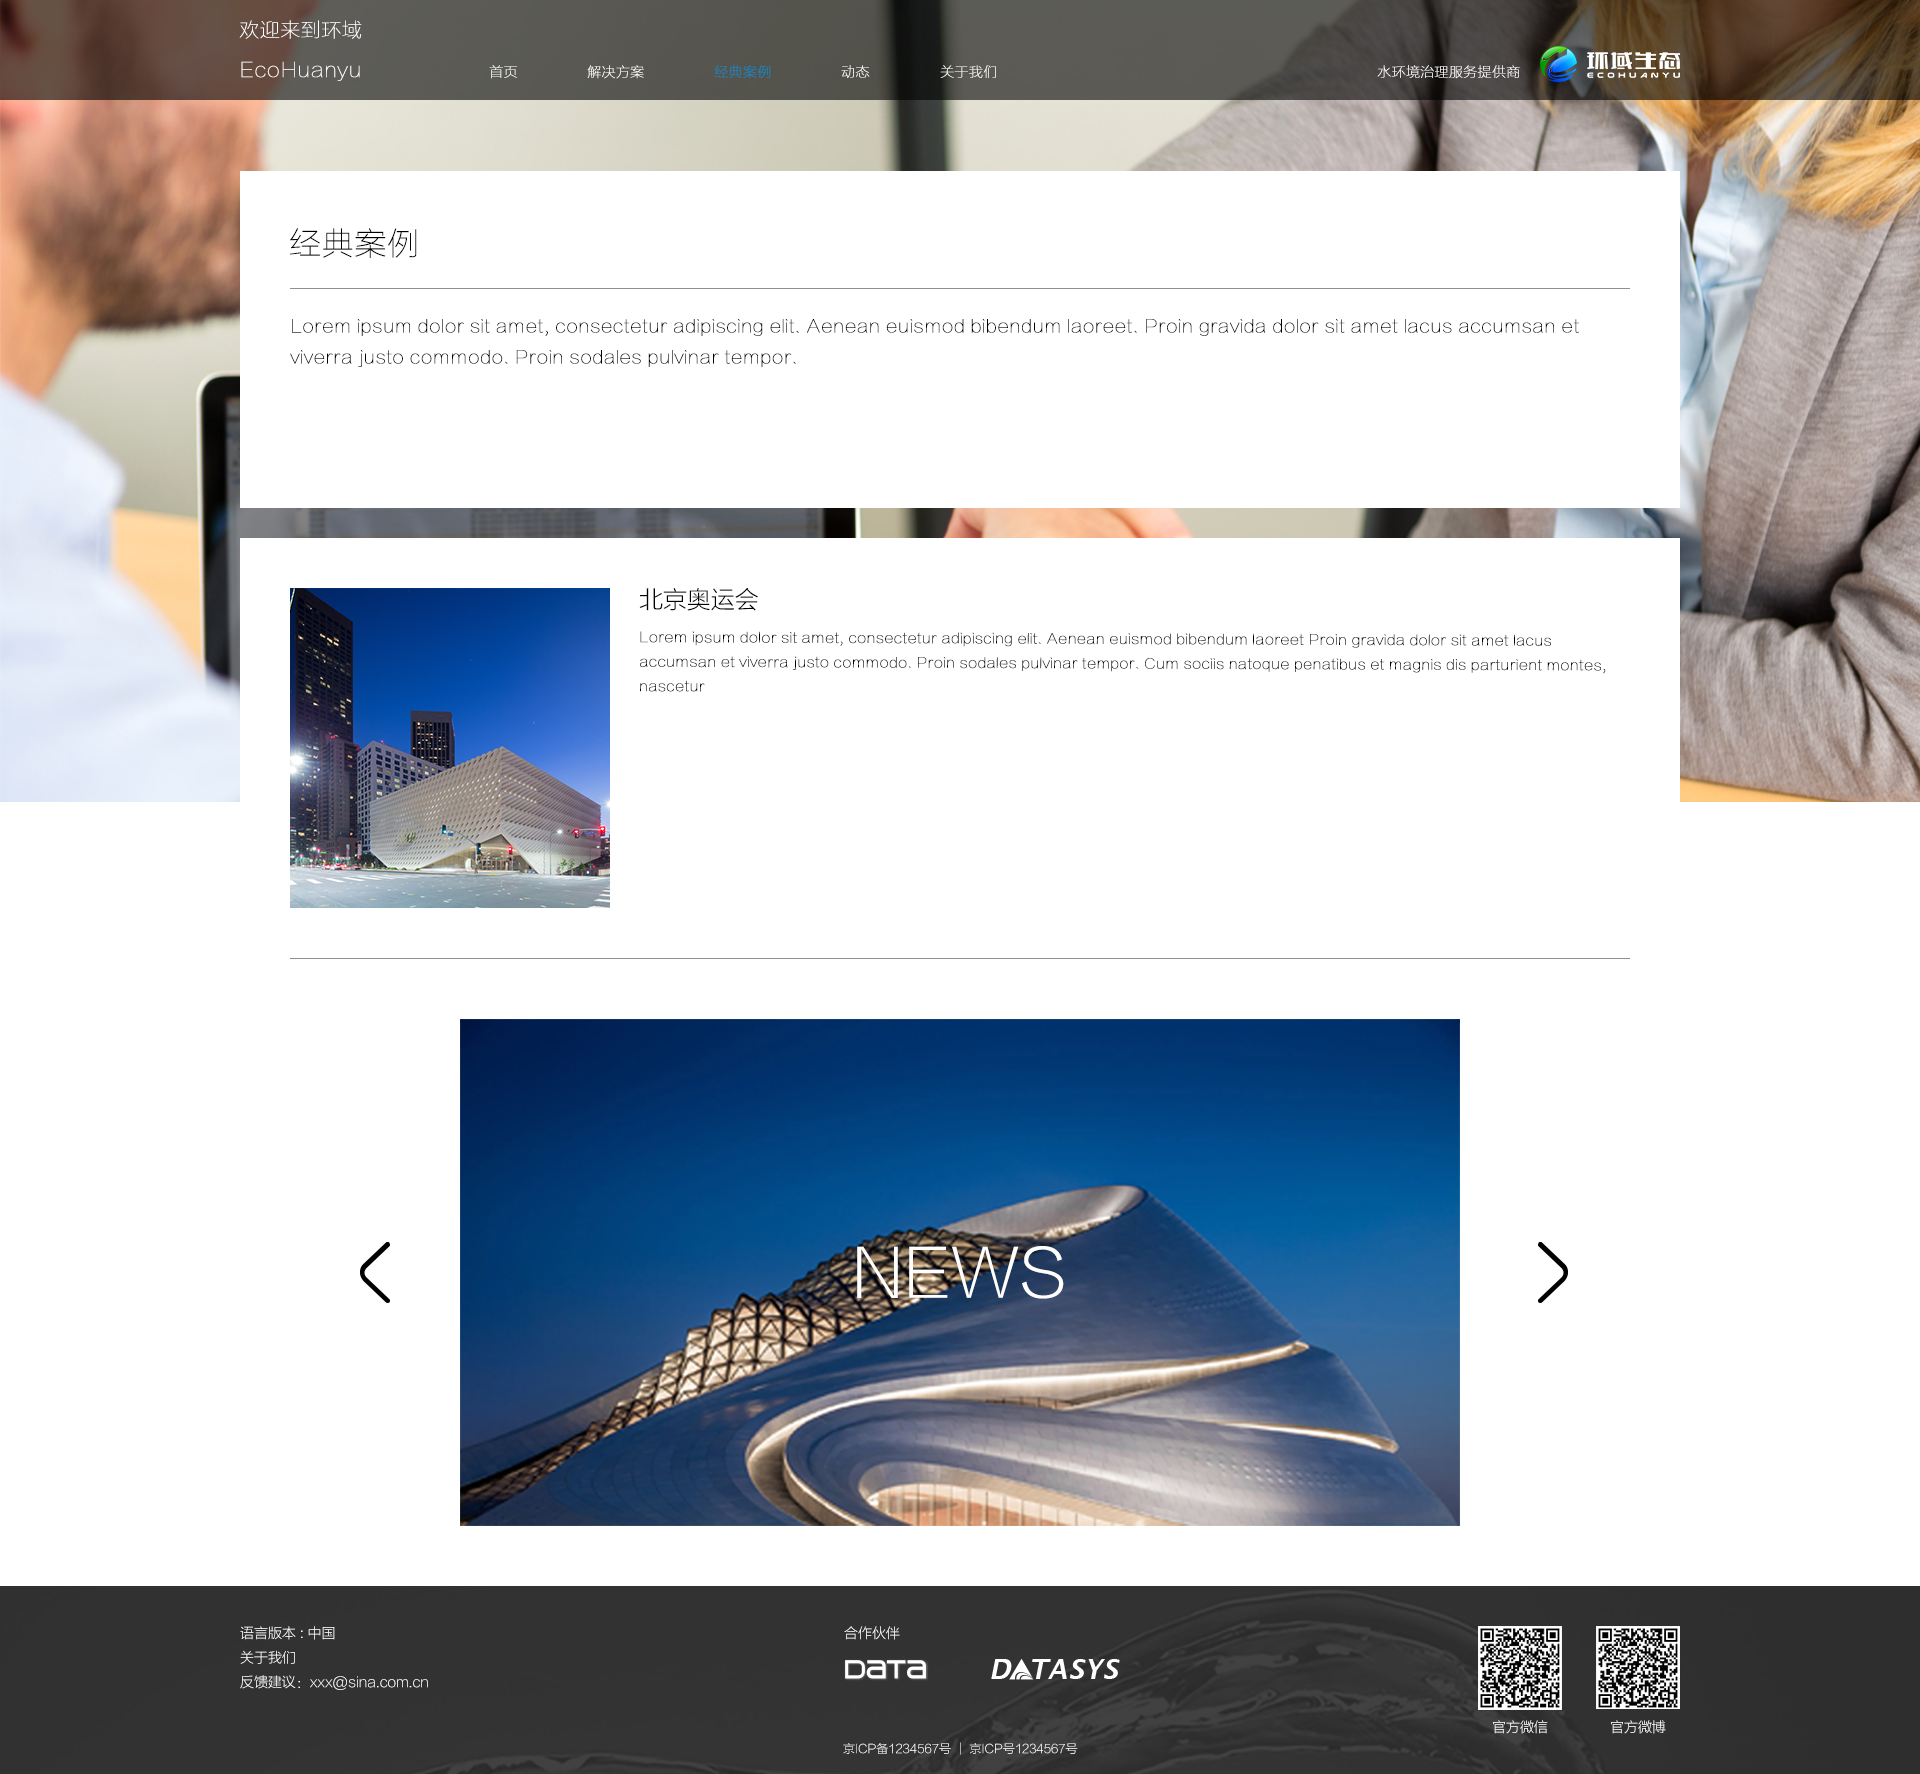 欢迎来到环域
EcoHuanyu
首页
解决方案
经典案例
动态
关于我们
水环境治理服务提供商
环域生态
ECOHUANYU
经典案例
Lorem ipsum dolor sit amet, consectetur adipiscing elit. Aenean euismod bibendum laoreet. Proin gravida dolor sit amet lacus accumsan et
viverra justo commodo. Proin sodales pulvinar tempor.
北京奥运会
Lorem ipsum dolor sit amet, consectetur adipiscing elit. Aenean euismod bibendum laoreet Proin gravida dolor sit amet lacus
accumsan et viverra justo commodo. Proin sodales pulvinar tempor. Cum sociis natoque penatibus et magnis dis parturient montes,
nascetur
NEWS
语言版本 : 中国
关于我们
反馈建议：xxx@sina.com.cn
合作伙伴
DATA
DATASYS
官方微信
官方微博
京ICP备1234567号 | 京ICP号1234567号